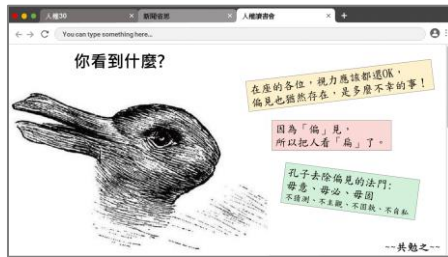 人權30
新聞省思
人權讀書會
You can type something here...
你看到什麼?
在座的各位，視力應該都還OK，
偏見也猶然存在，是多麼不幸的事！
因為「偏」見，
所以把人看「扁」了。
孔子去除偏見的法門:
毋意、毋必、毋固
不猜測、不主觀、不固執、不自私
~~共勉之~~